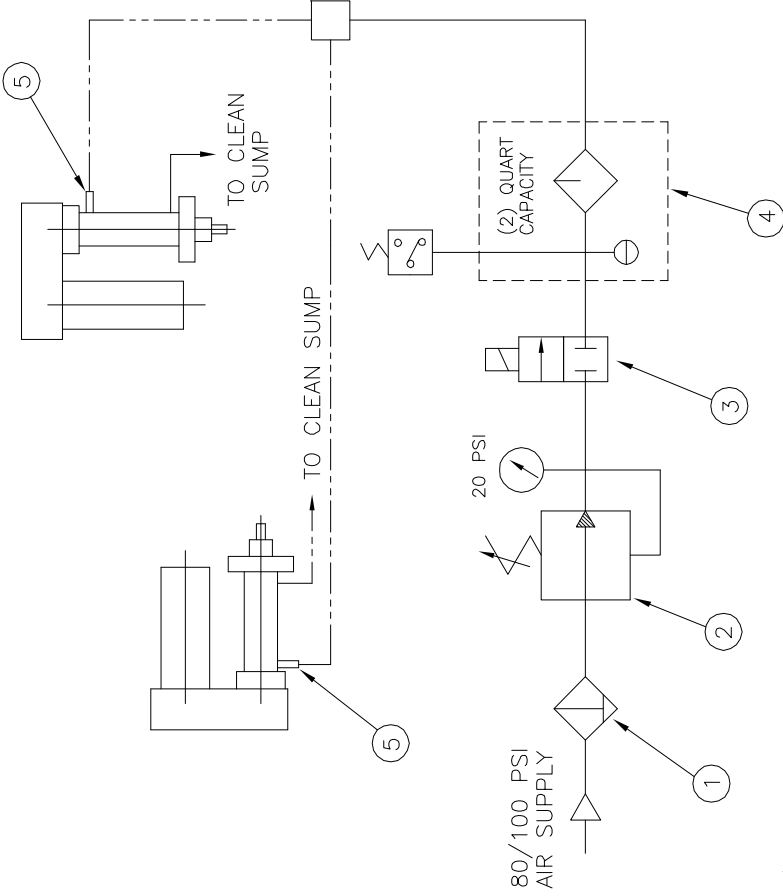 5
TO CLEAN
SUMP
(2) QUART
CAPACITY
4
TO CLEAN SUMP
3
20 PSI
2
5
1
80/100 PSI
AIR SUPPLY